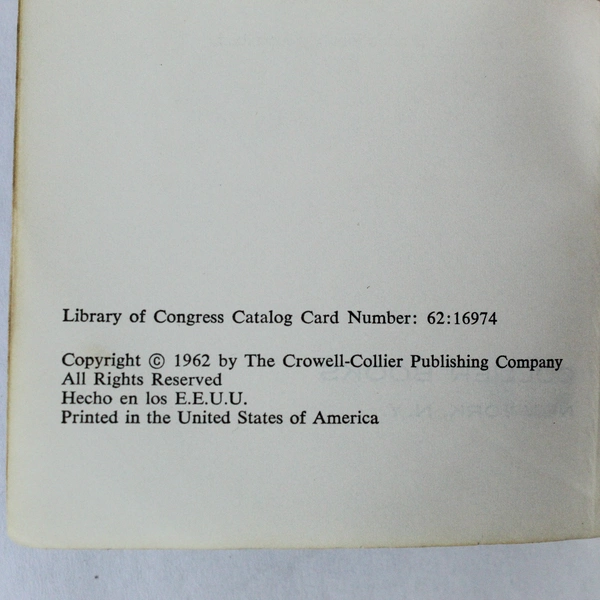 Library of Congress Catalog Card Number: 62:16974
Copyright © 1962 by The Crowell-Collier Publishing Company
All Rights Reserved
Hecho en los E.E.U.U.
Printed in the United States of America